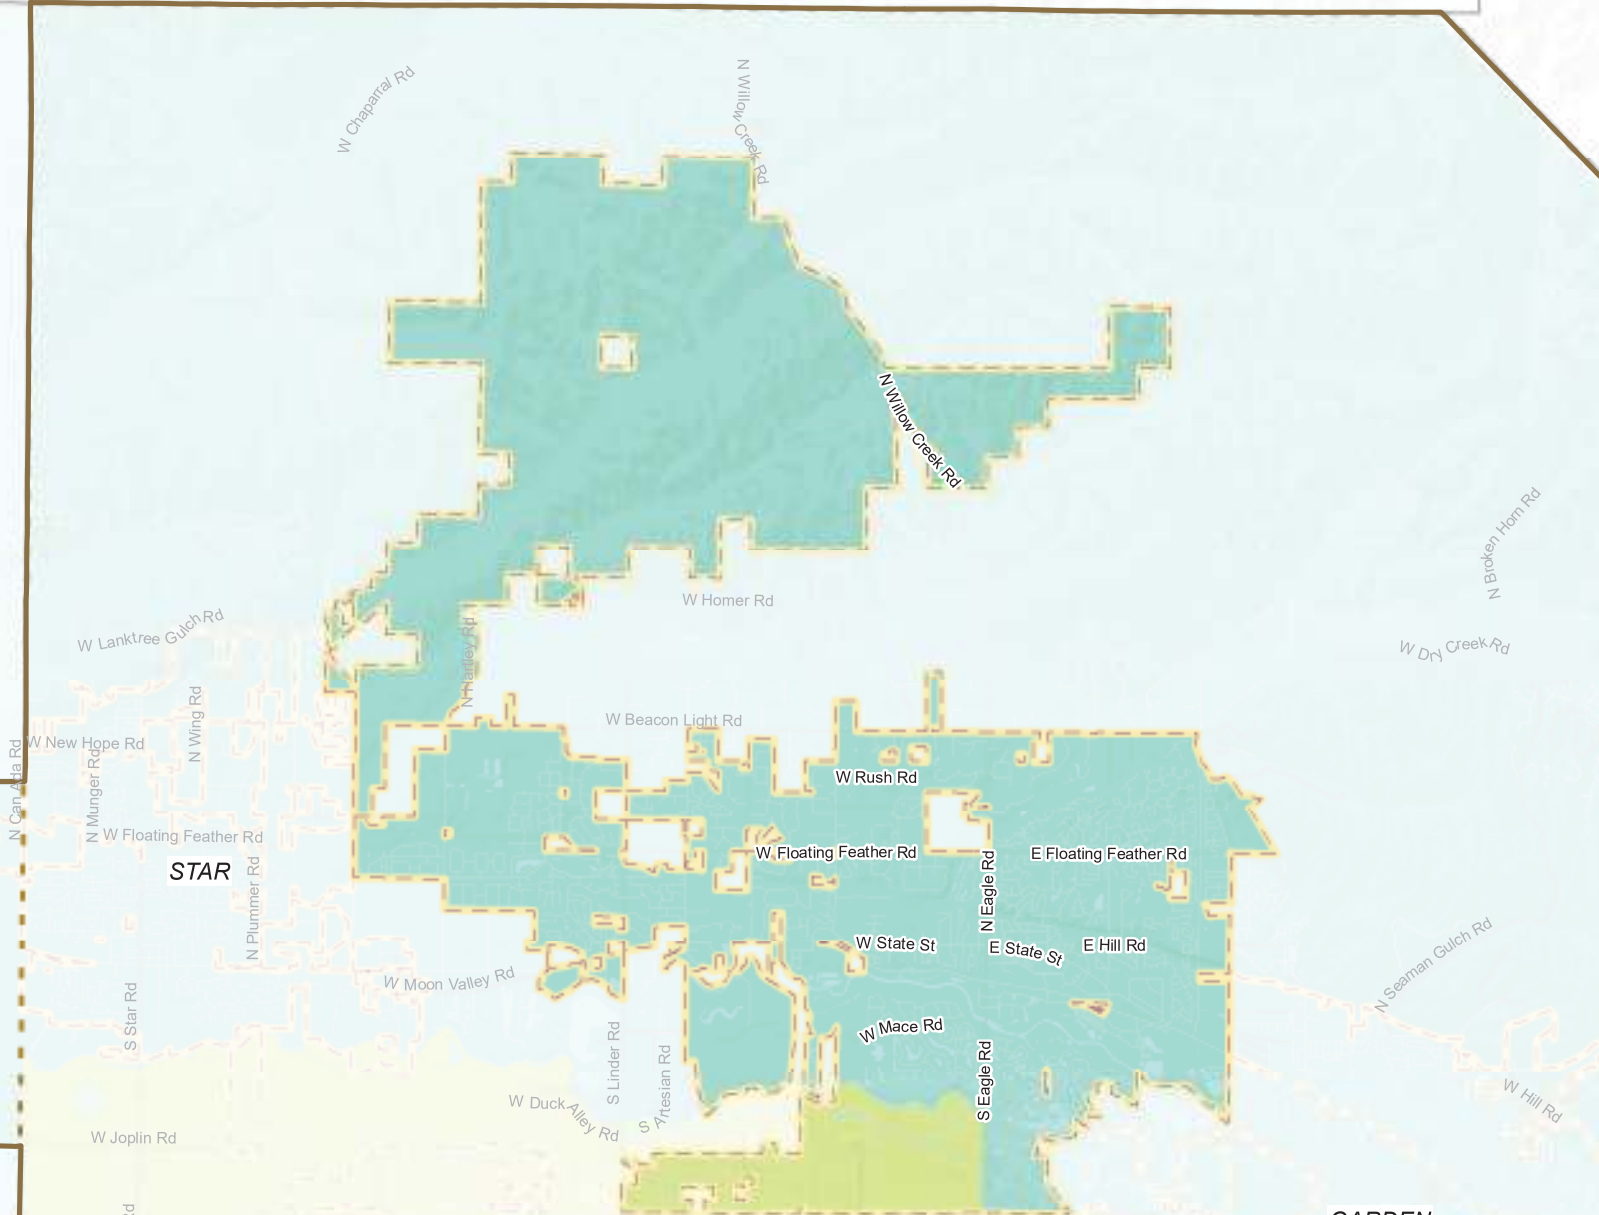 W Chaparral Rd
N Willow Creek Rd
N Willow Creek Rd
N Broken Horn Rd
W Homer Rd
W Lanktree Gulch Rd
W Dry Creek Rd
N Hartley Rd
N Wing Rd
W Beacon Light Rd
W New Hope Rd
N Can Ada Rd
N Munger Rd
W Rush Rd
W Floating Feather Rd
W Floating Feather Rd
E Floating Feather Rd
STAR
N Plummer Rd
N Eagle Rd
W State St
E State St
E Hill Rd
N Seaman Gulch Rd
W Moon Valley Rd
S Star Rd
W Mace Rd
S Linder Rd
S Artesian Rd
S Eagle Rd
W Duck Alley Rd
W Hill Rd
W Joplin Rd
Rd
GARDEN